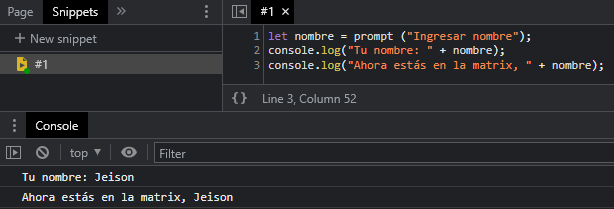 Page Snippets
+ New snippet
#1
#1 ×
1 let nombre = prompt ("Ingresar nombre");
2 console.log("Tu nombre: " + nombre);
3 console.log("Ahora estás en la matrix, " + nombre);
{} Line 3, Column 52
Console
top Filter
Tu nombre: Jeison
Ahora estás en la matrix, Jeison